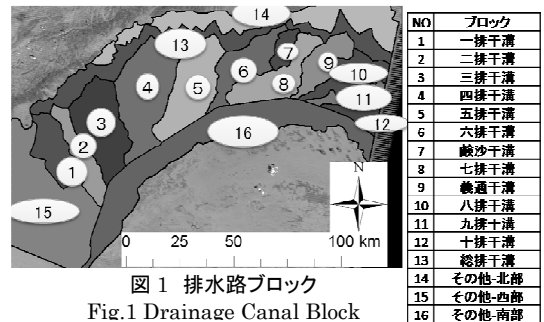 14
13
7
6
9
4
5
10
8
3
11
12
2
16
1
15
N
0 25 50 100 km
図1 排水路ブロック
Fig.1 Drainage Canal Block
NO ブロック
1 一排干溝
2 二排干溝
3 三排干溝
4 四排干溝
5 五排干溝
6 六排干溝
7 鹸沙干溝
8 七排干溝
9 義通干溝
10 八排干溝
11 九排干溝
12 十排干溝
13 総排干溝
14 その他-北部
15 その他-西部
16 その他-南部